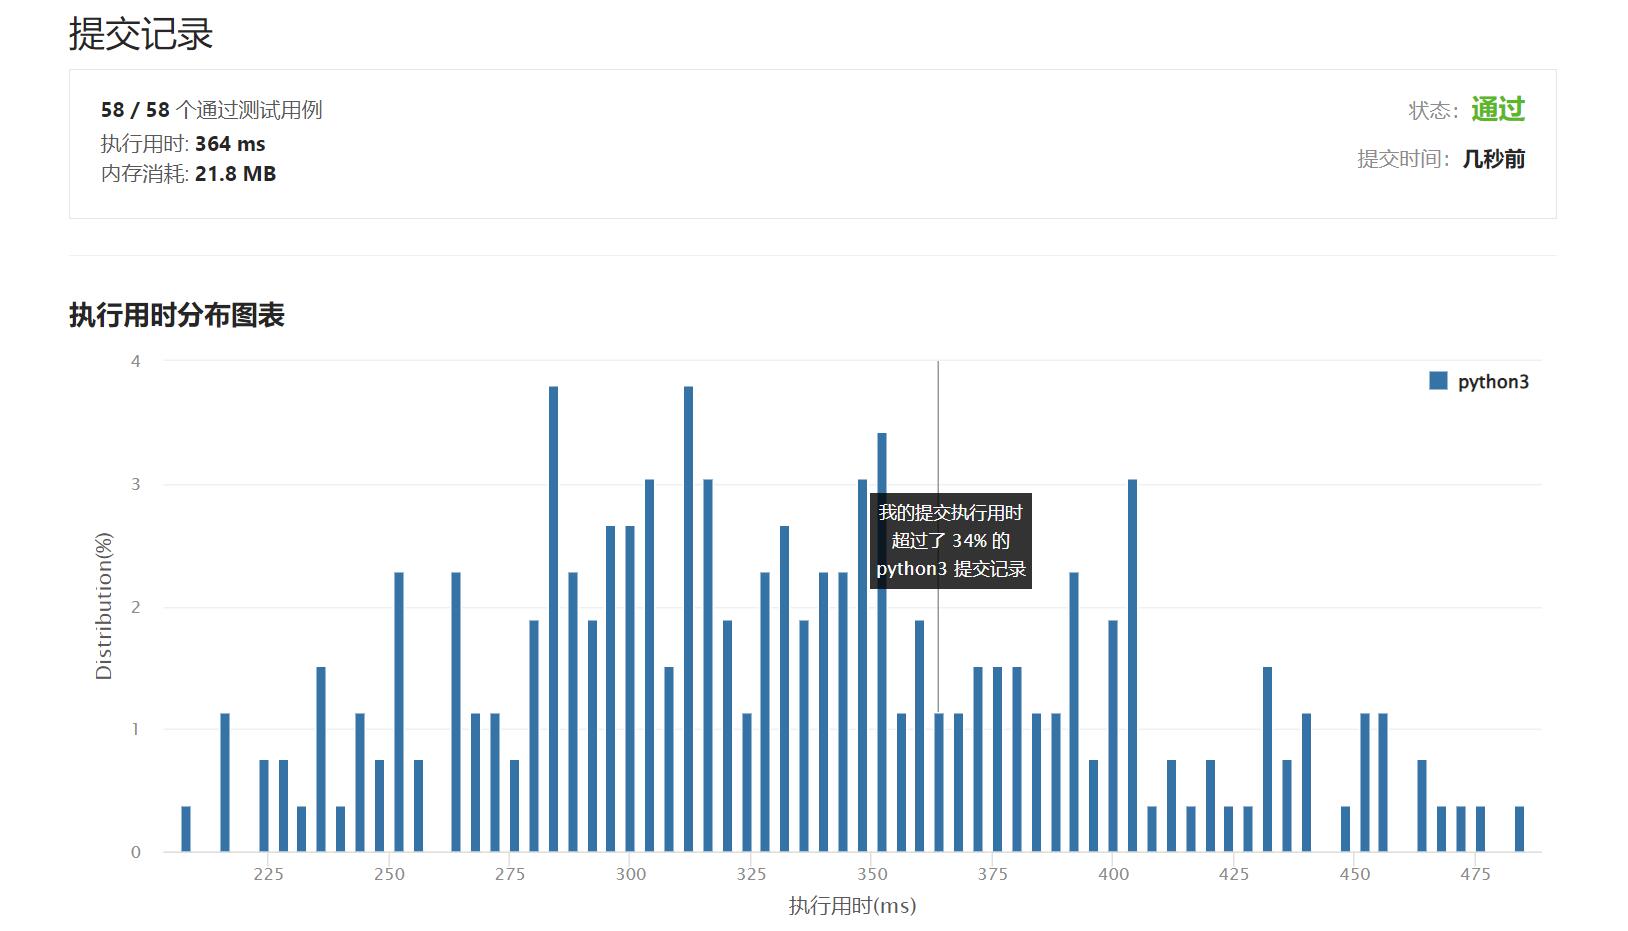 提交记录
58 / 58 个通过测试用例
状态：通过
执行用时: 364 ms
提交时间：几秒前
内存消耗: 21.8 MB
执行用时分布图表
4
python3
3
我的提交执行用时
超过了 34% 的
python3 提交记录
Distribution(%)
2
1
0
225 250 275 300 325 350 375 400 425 450 475
执行用时(ms)